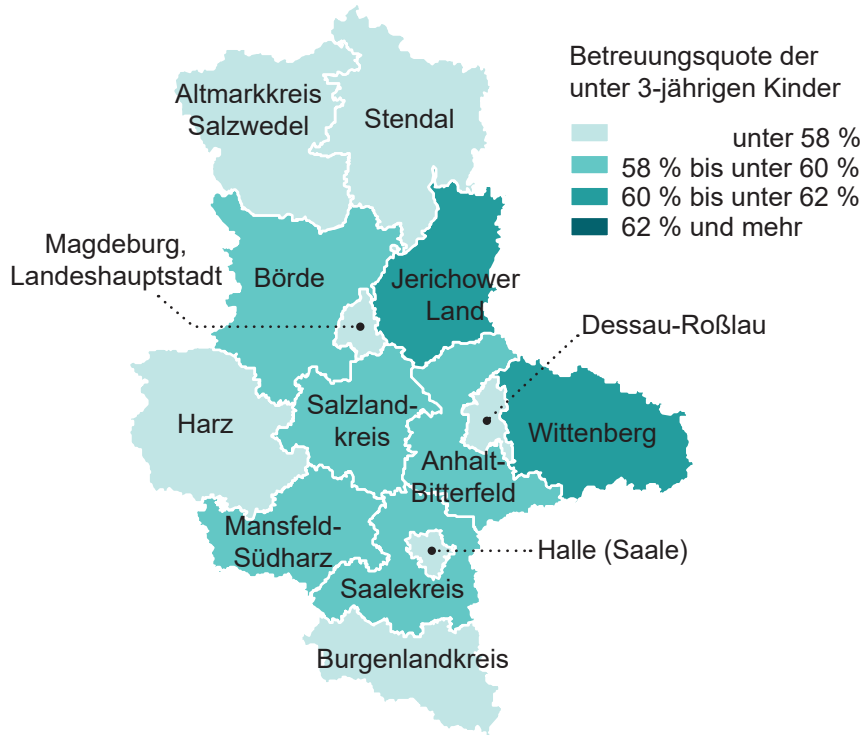 Betreuungsquote der
unter 3-jährigen Kinder
unter 58 %
58 % bis unter 60 %
60 % bis unter 62 %
62 % und mehr
Altmarkkreis
Salzwedel
Stendal
Magdeburg,
Landeshauptstadt
Börde
Jerichower
Land
Dessau-Roßlau
Harz
Salzland-
kreis
Wittenberg
Anhalt-
Bitterfeld
Mansfeld-
Südharz
Halle (Saale)
Saalekreis
Burgenlandkreis